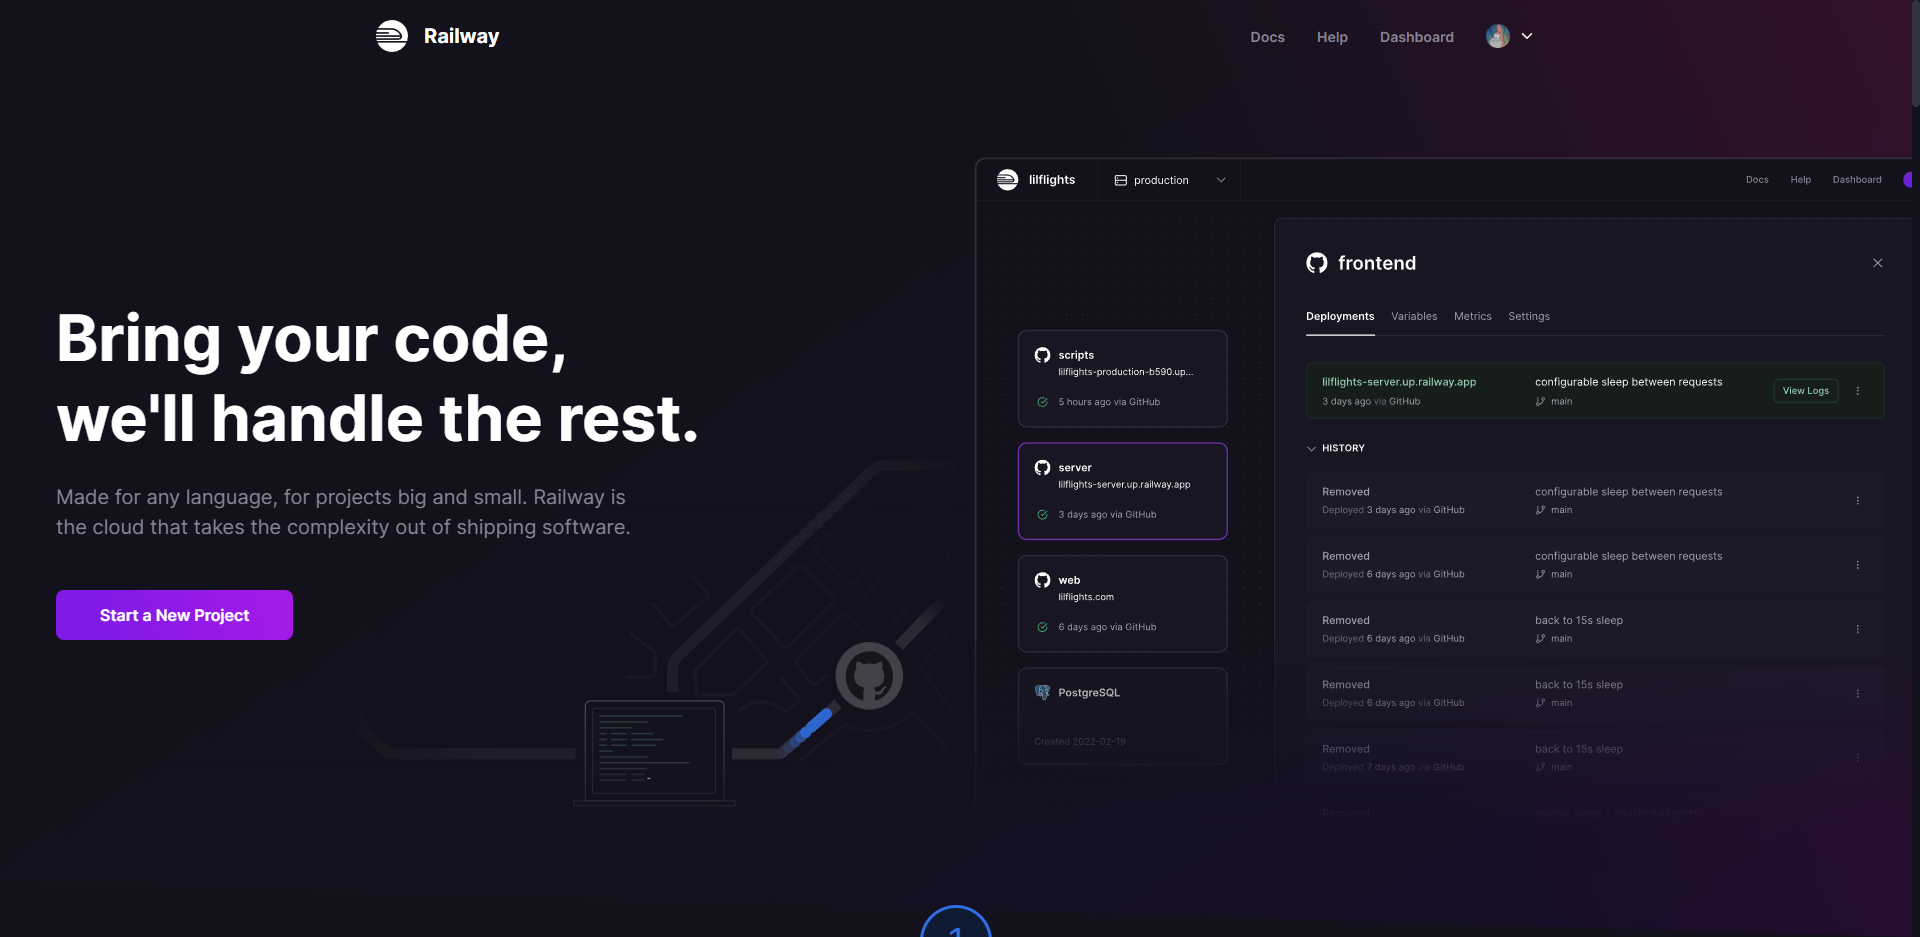 Railway
Docs
Help
Dashboard
lilflights
production
Docs
Help
Dashboard
Bring your code,
we'll handle the rest.
Made for any language, for projects big and small. Railway is
the cloud that takes the complexity out of shipping software.
Start a New Project
scripts
lilflights-production-b590.up...
5 hours ago via GitHub
server
lilflights-server.up.railway.app
3 days ago via GitHub
web
lilflights.com
6 days ago via GitHub
PostgreSQL
Created 2022-02-19
frontend
Deployments
Variables
Metrics
Settings
lilflights-server.up.railway.app
3 days ago via GitHub
configurable sleep between requests
main
View Logs
HISTORY
Removed
Deployed 3 days ago via GitHub
configurable sleep between requests
main
Removed
Deployed 6 days ago via GitHub
configurable sleep between requests
main
Removed
Deployed 6 days ago via GitHub
back to 15s sleep
main
Removed
Deployed 6 days ago via GitHub
back to 15s sleep
main
Removed
Deployed 7 days ago via GitHub
back to 15s sleep
main
Removed
1